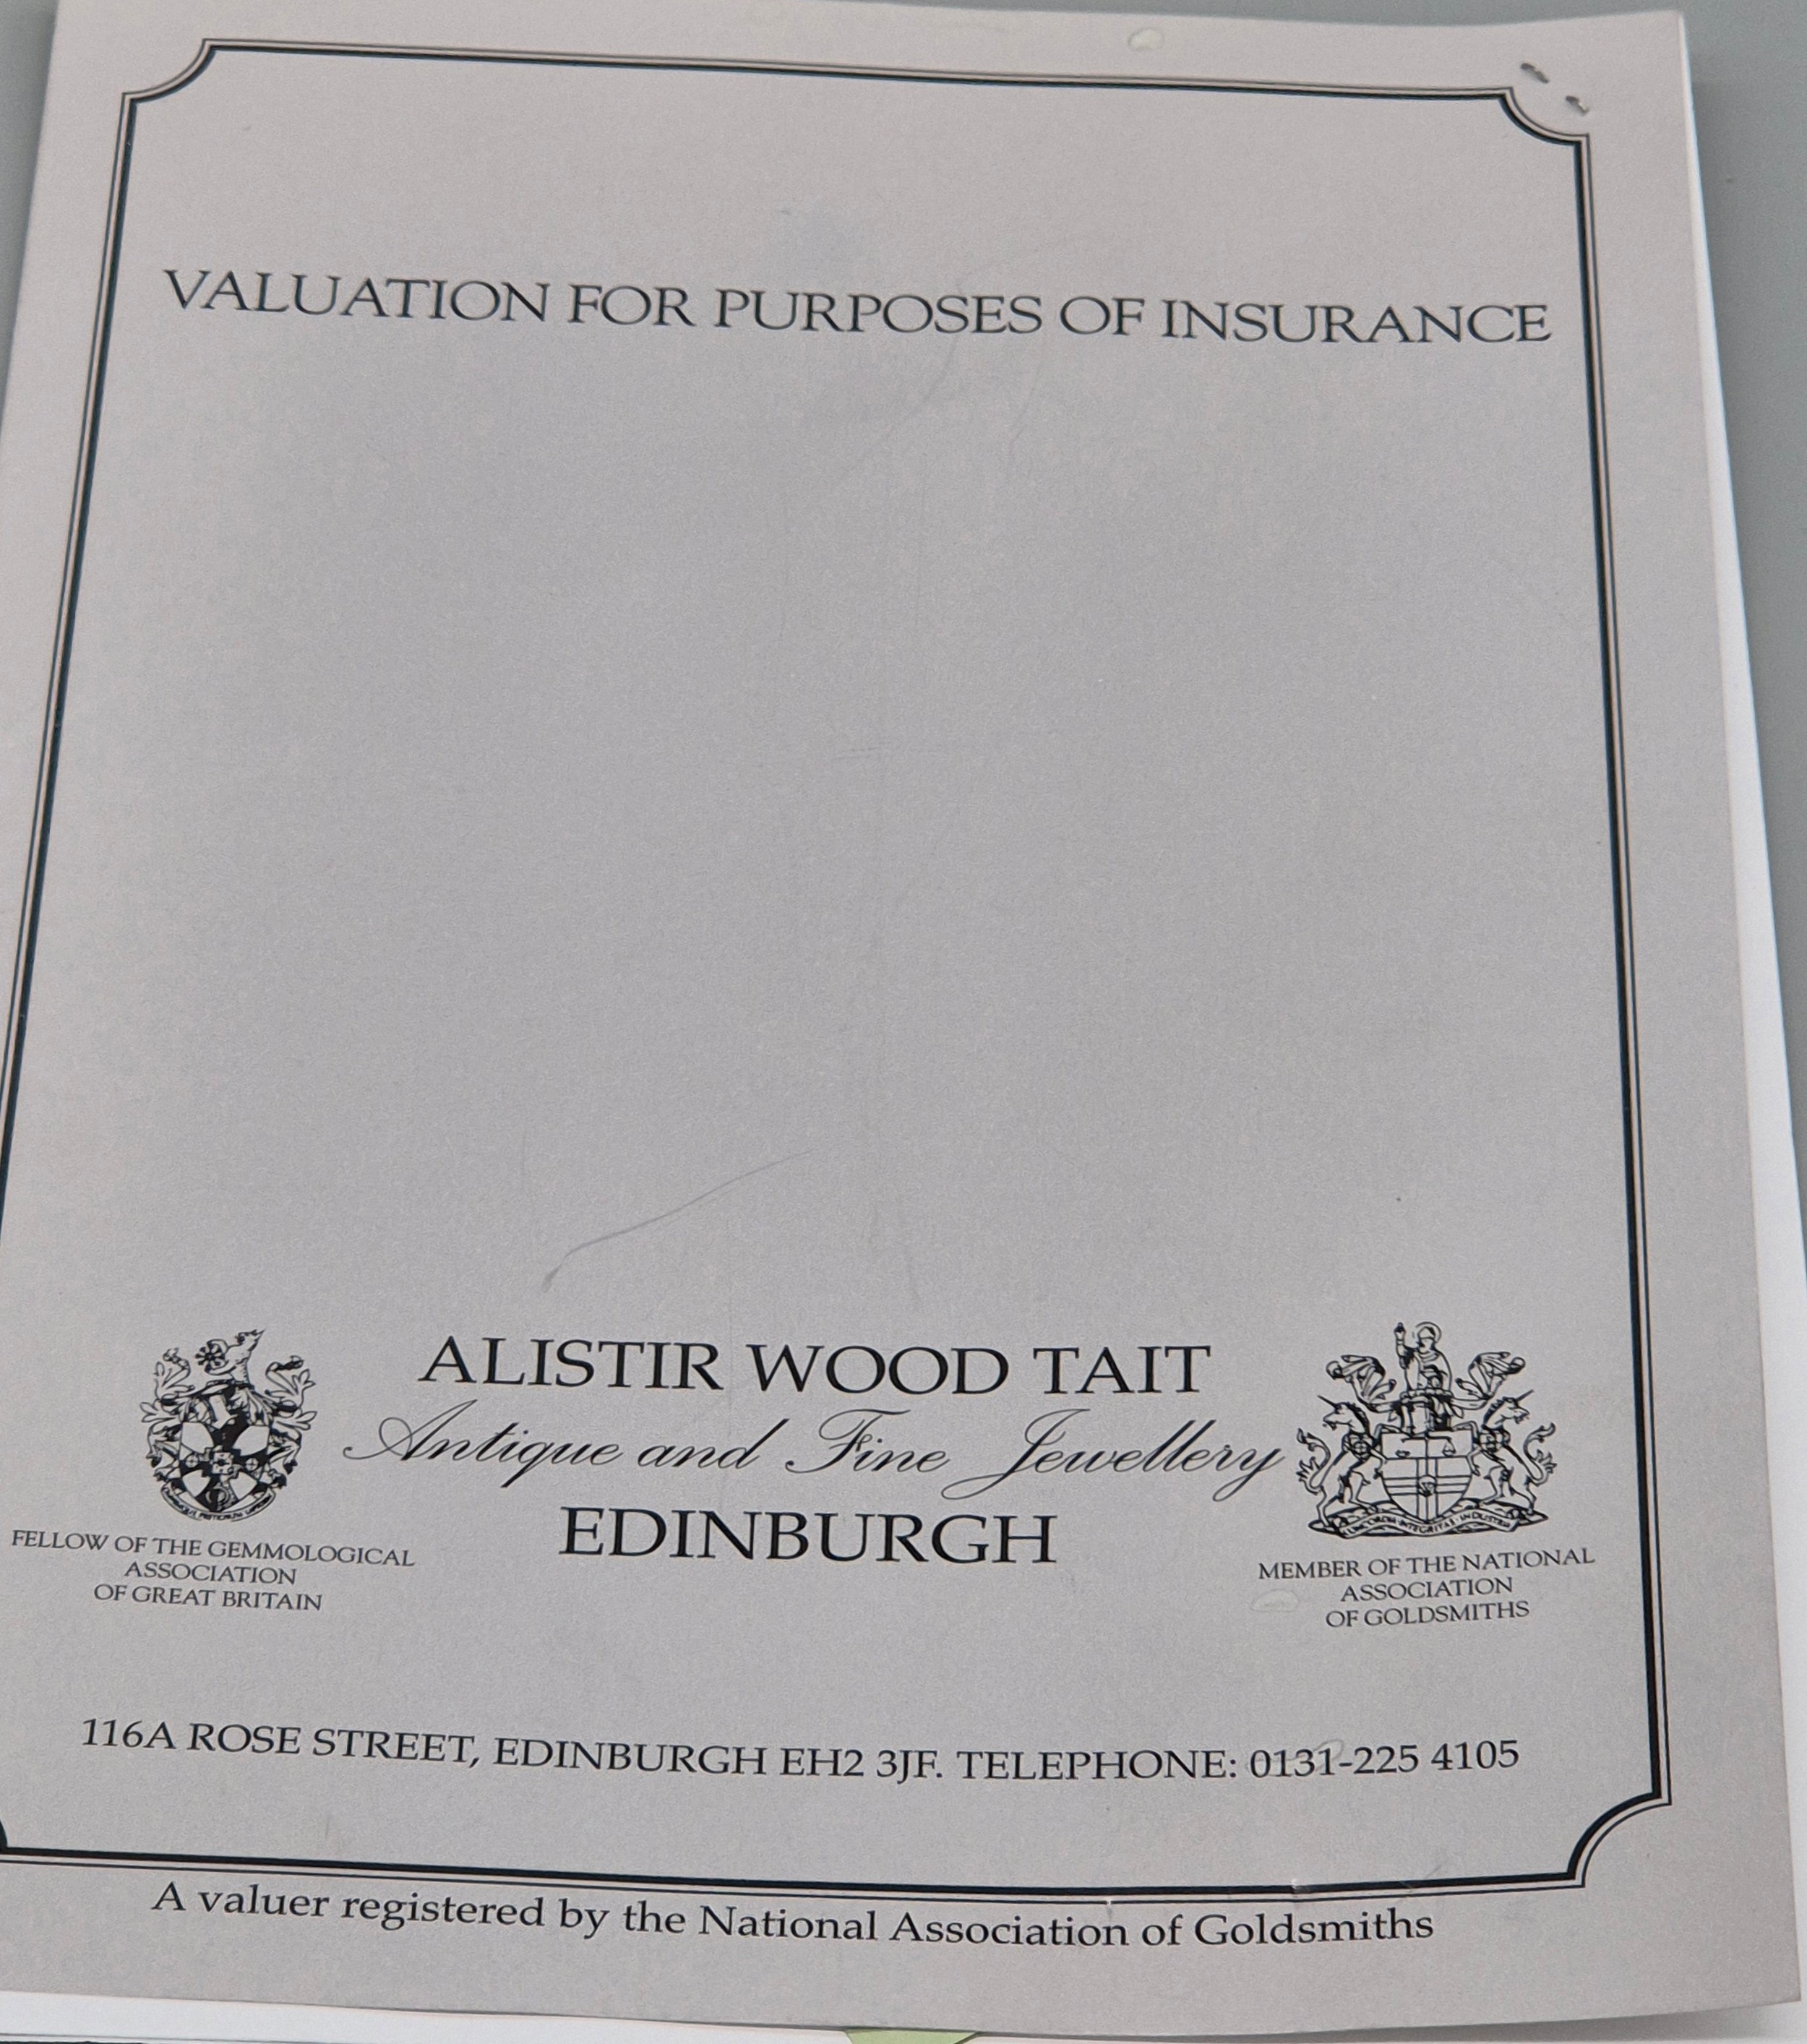 VALUATION FOR PURPOSES OF INSURANCE
ALISTIR WOOD TAIT
Antique and Fine Jewellery
EDINBURGH
FELLOW OF THE GEMMOLOGICAL
ASSOCIATION
OF GREAT BRITAIN
MEMBER OF THE NATIONAL
ASSOCIATION
OF GOLDSMITHS
116A ROSE STREET, EDINBURGH EH2 3JF. TELEPHONE: 0131-225 4105
A valuer registered by the National Association of Goldsmiths